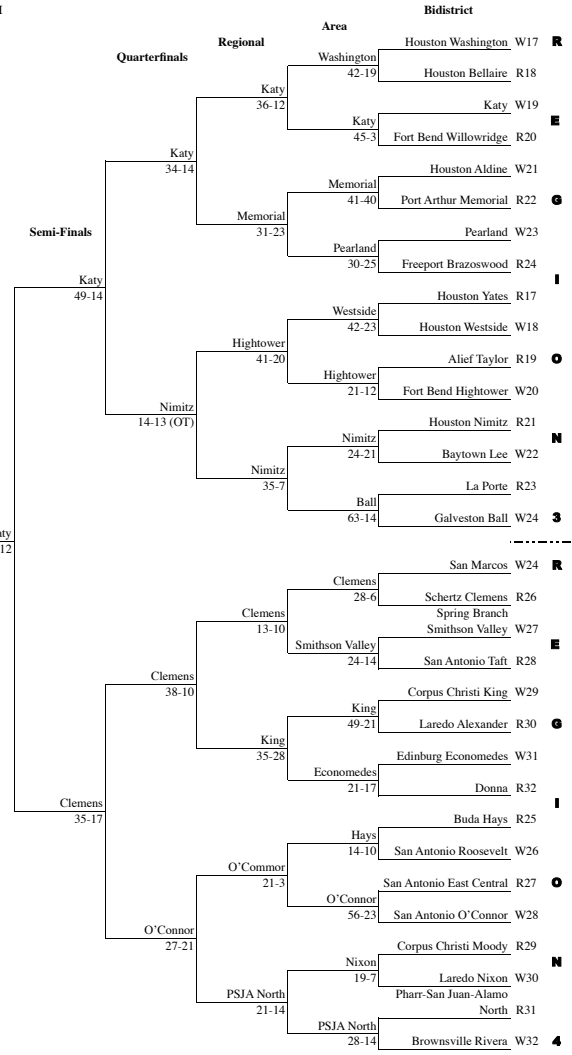 Bidistrict
Area
Regional
Quarterfinals
Semi-Finals
Houston Washington W17 R
Washington
42-19
Houston Bellaire R18
Katy
36-12
Katy W19
E
Katy
45-3
Fort Bend Willowridge R20
Katy
34-14
Houston Aldine W21
Memorial
41-40
Port Arthur Memorial R22 G
Memorial
31-23
Pearland W23
Pearland
30-25
Freeport Brazoswood R24
I
Katy
49-14
Houston Yates R17
Westside
42-23
Houston Westside W18
Hightower
41-20
Alief Taylor R19 O
Hightower
21-12
Fort Bend Hightower W20
Nimitz
14-13 (OT)
Houston Nimitz R21
N
Nimitz
24-21
Baytown Lee W22
Nimitz
35-7
La Porte R23
Ball
63-14
Galveston Ball W24 3
aty
12
San Marcos W24 R
Clemens
28-6
Schertz Clemens R26
Clemens
13-10
Spring Branch
Smithson Valley W27
E
Smithson Valley
24-14
San Antonio Taft R28
Clemens
38-10
Corpus Christi King W29
King
49-21
Laredo Alexander R30 G
King
35-28
Edinburg Economedes W31
Economedes
21-17
Donna R32
I
Clemens
35-17
Buda Hays R25
Hays
14-10
San Antonio Roosevelt W26
O'Commor
21-3
San Antonio East Central R27 O
O'Connor
56-23
San Antonio O'Connor W28
O'Connor
27-21
Corpus Christi Moody R29
N
Nixon
19-7
Laredo Nixon W30
PSJA North
21-14
Pharr-San Juan-Alamo
North R31
PSJA North
28-14
Brownsville Rivera W32 4